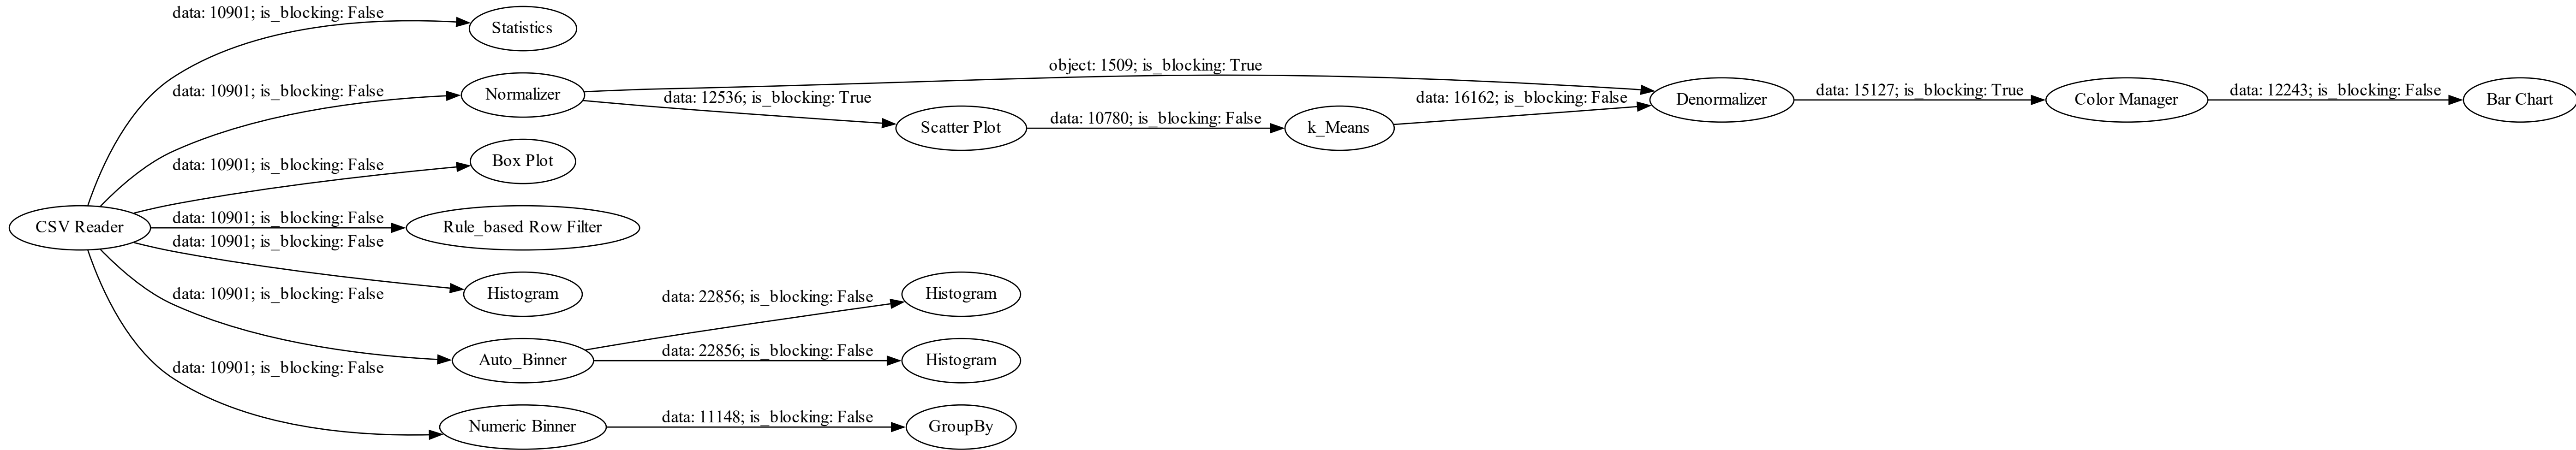 data: 10901; is_blocking: False
Statistics
object: 1509; is_blocking: True
data: 10901; is_blocking: False
Normalizer
data: 12536; is_blocking: True
data: 16162; is_blocking: False
Denormalizer
data: 15127; is_blocking: True
Color Manager
data: 12243; is_blocking: False
Bar Chart
Scatter Plot
data: 10780; is_blocking: False
k_Means
data: 10901; is_blocking: False
Box Plot
CSV Reader
data: 10901; is_blocking: False
Rule_based Row Filter
data: 10901; is_blocking: False
Histogram
data: 10901; is_blocking: False
data: 22856; is_blocking: False
Histogram
Auto_Binner
data: 22856; is_blocking: False
Histogram
data: 10901; is_blocking: False
Numeric Binner
data: 11148; is_blocking: False
GroupBy